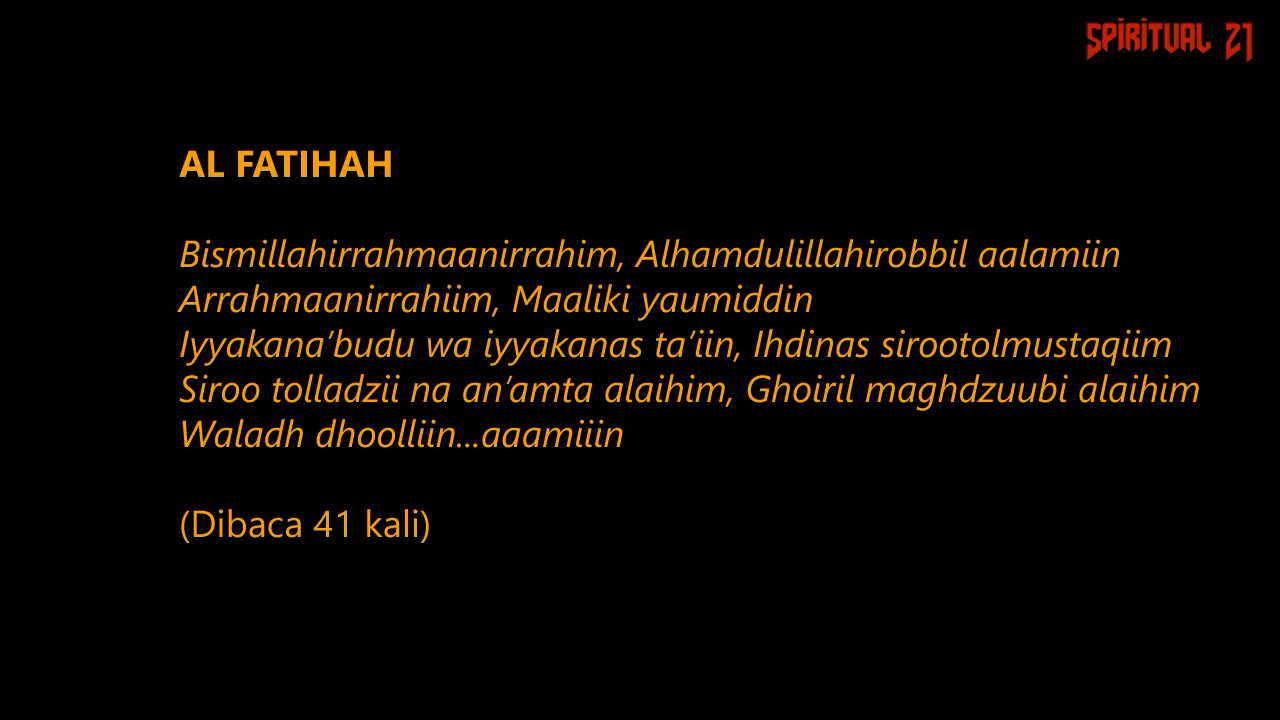 SPIRITUAL 21
AL FATIHAH
Bismillahirrahmaanirrahim, Alhamdulillahirobbil aalamiin
Arrahmaanirrahiim, Maaliki yaumiddin
Iyyakana’budu wa iyyakanas ta’iin, Ihdinas sirootolmustaqiim
Siroo tolladzii na an’amta alaihim, Ghoiril maghdzuubi alaihim
Waladh dhoolliin...aaamiiin
(Dibaca 41 kali)